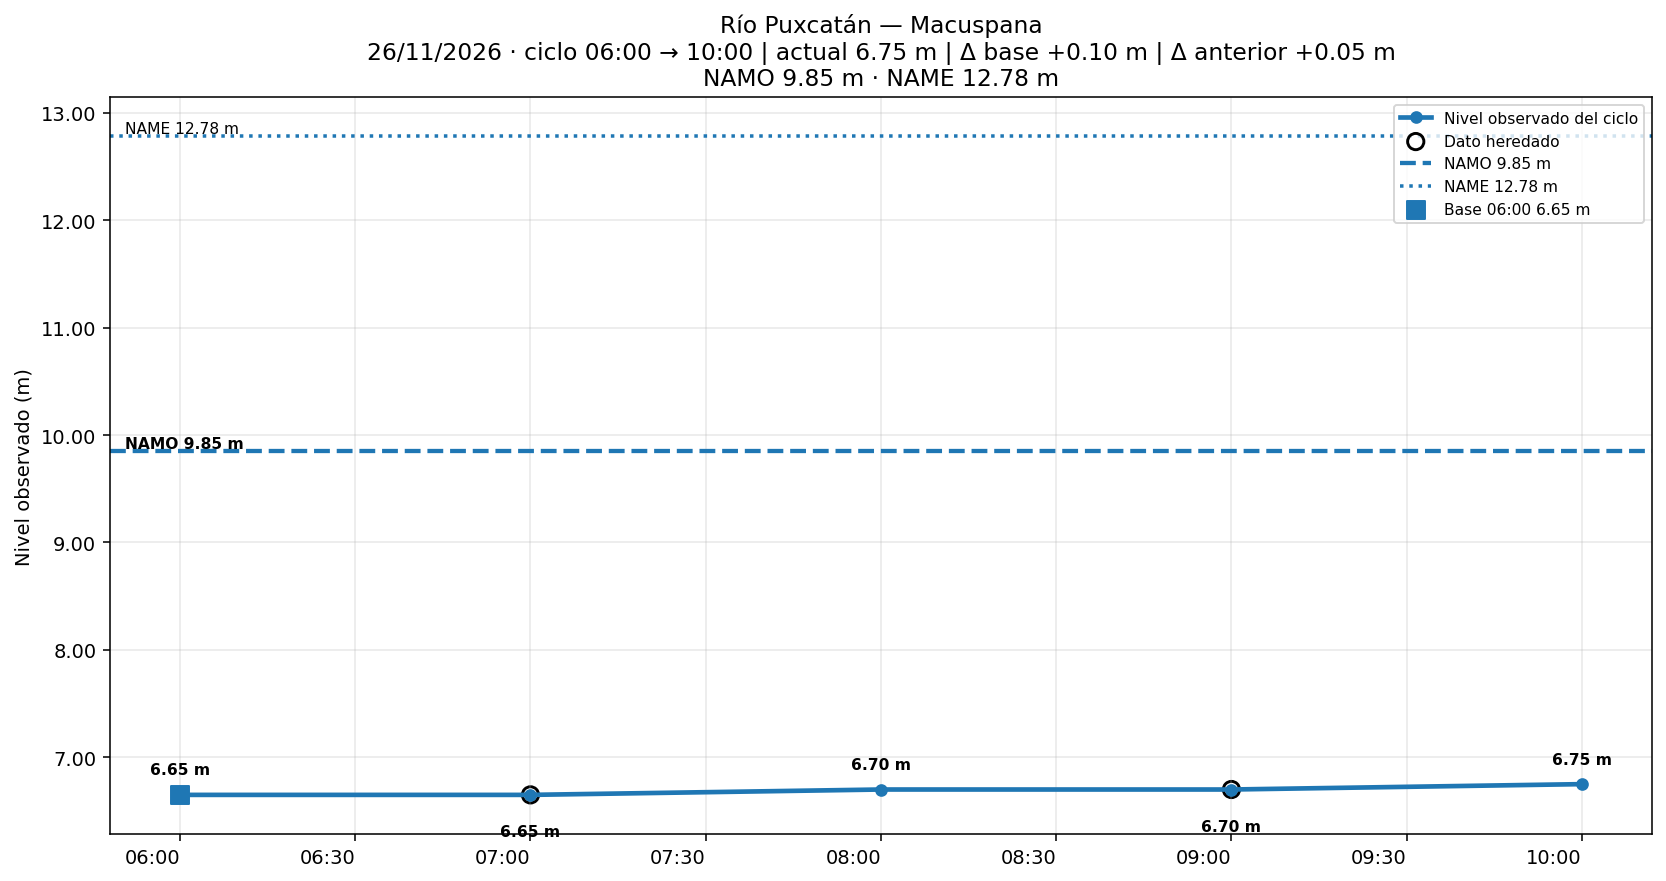 Río Puxcatán — Macuspana
26/11/2026 · ciclo 06:00 → 10:00 | actual 6.75 m | Δ base +0.10 m | Δ anterior +0.05 m
NAMO 9.85 m · NAME 12.78 m
Nivel observado (m)
13.00
12.00
11.00
10.00
9.00
8.00
7.00
NAME 12.78 m
NAMO 9.85 m
Nivel observado del ciclo
Dato heredado
NAMO 9.85 m
NAME 12.78 m
Base 06:00 6.65 m
6.65 m
6.65 m
6.70 m
6.70 m
6.75 m
06:00
06:30
07:00
07:30
08:00
08:30
09:00
09:30
10:00